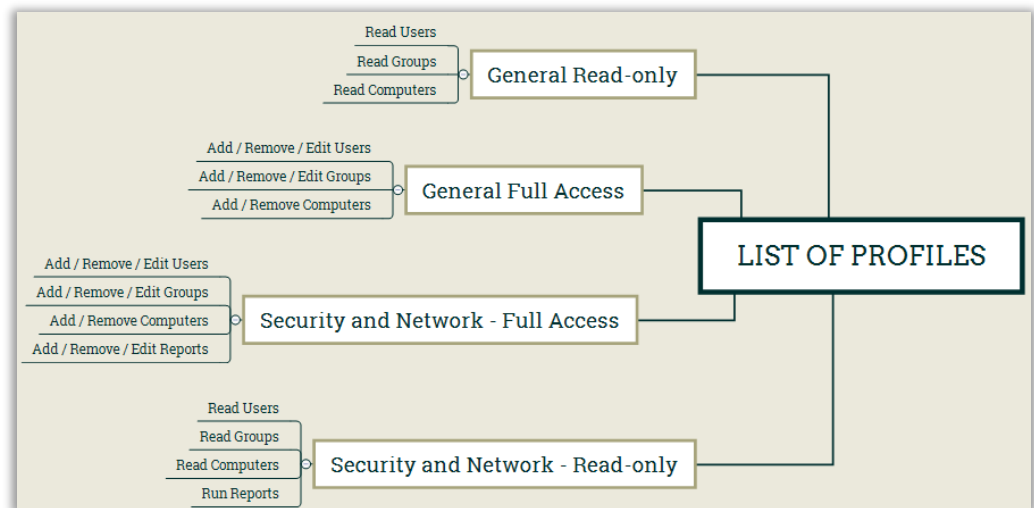 Read Users
Read Groups
Read Computers
General Read-only
Add / Remove / Edit Users
Add / Remove / Edit Groups
Add / Remove Computers
General Full Access
LIST OF PROFILES
Add / Remove / Edit Users
Add / Remove / Edit Groups
Add / Remove Computers
Add / Remove / Edit Reports
Security and Network - Full Access
Read Users
Read Groups
Read Computers
Run Reports
Security and Network - Read-only